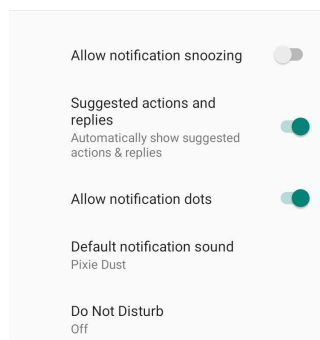 Allow notification snoozing
Suggested actions and
replies
Automatically show suggested
actions & replies
Allow notification dots
Default notification sound
Pixie Dust
Do Not Disturb
Off